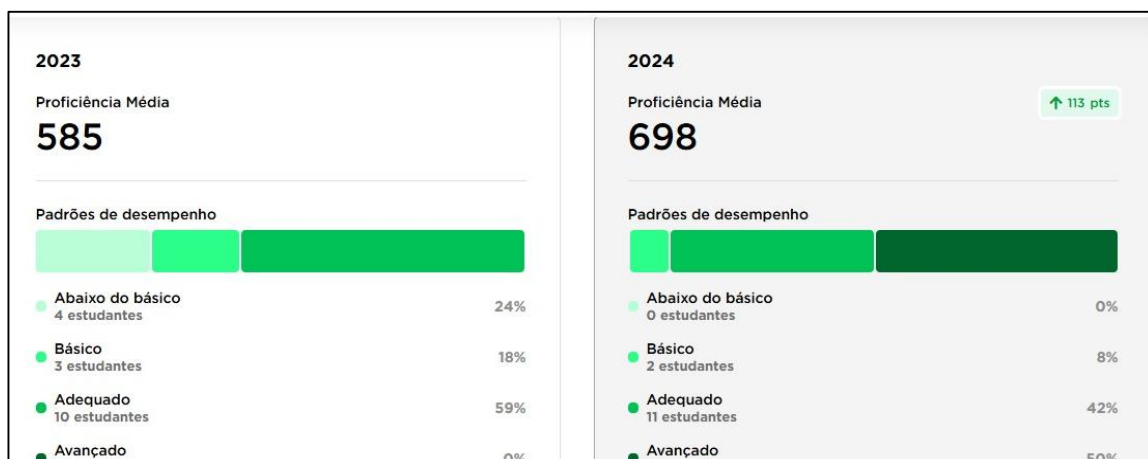 2023
Proficiência Média
585
Padrões de desempenho
Abaixo do básico
4 estudantes
24%
Básico
3 estudantes
18%
Adequado
10 estudantes
59%
Avançado
0%
2024
Proficiência Média
↑ 113 pts
698
Padrões de desempenho
Abaixo do básico
0 estudantes
0%
Básico
2 estudantes
8%
Adequado
11 estudantes
42%
Avançado
50%